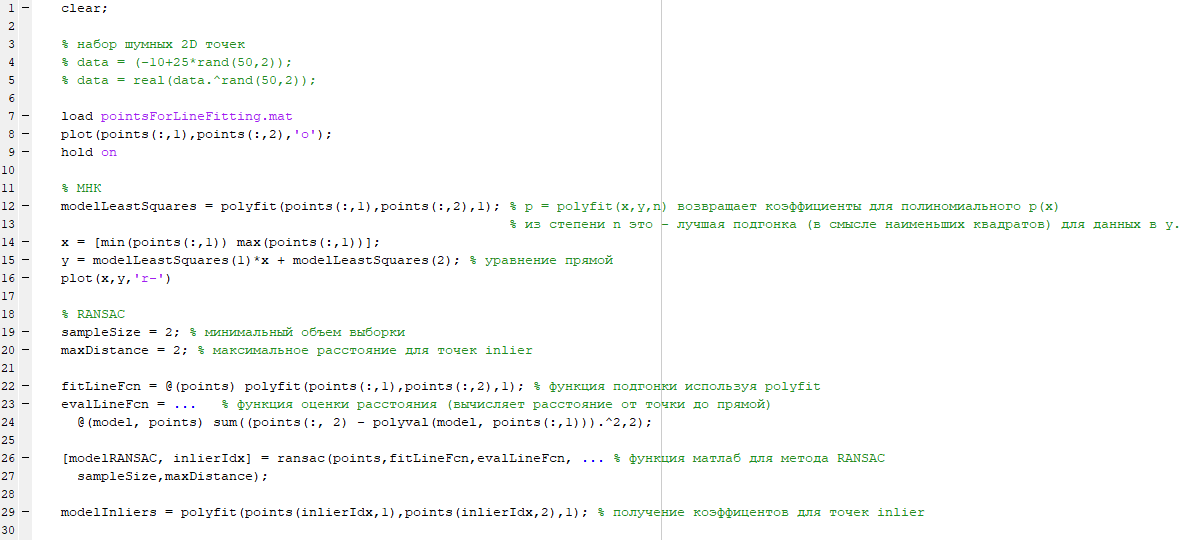 1 – clear;
2
3 % набор шумных 2D точек
4 % data = (-10+25*rand(50,2));
5 % data = real(data.^rand(50,2));
6
7 – load pointsForLineFitting.mat
8 – plot(points(:,1),points(:,2),'o');
9 – hold on
10
11 % МНК
12 – modelLeastSquares = polyfit(points(:,1),points(:,2),1); % p = polyfit(x,y,n) возвращает коэффициенты для полиномиального p(x)
13 % из степени n это - лучшая подгонка (в смысле наименьших квадратов) для данных в y.
14 – x = [min(points(:,1)) max(points(:,1))];
15 – y = modelLeastSquares(1)*x + modelLeastSquares(2); % уравнение прямой
16 – plot(x,y,'r-')
17
18 % RANSAC
19 – sampleSize = 2; % минимальный объем выборки
20 – maxDistance = 2; % максимальное расстояние для точек inlier
21
22 – fitLineFcn = @(points) polyfit(points(:,1),points(:,2),1); % функция подгонки используя polyfit
23 – evalLineFcn = ... % функция оценки расстояния (вычисляет расстояние от точки до прямой)
24 @(model, points) sum((points(:, 2) - polyval(model, points(:,1))).^2,2);
25
26 – [modelRANSAC, inlierIdx] = ransac(points,fitLineFcn,evalLineFcn, ... % функция матлаб для метода RANSAC
27 sampleSize,maxDistance);
28
29 – modelInliers = polyfit(points(inlierIdx,1),points(inlierIdx,2),1); % получение коэффицентов для точек inlier
30